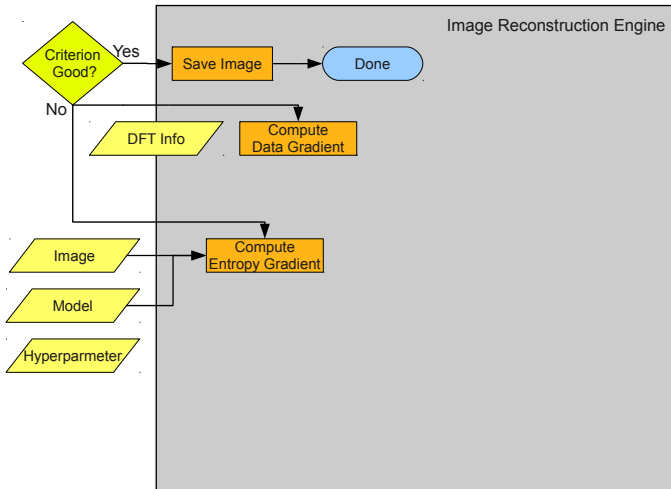 Image Reconstruction Engine
Criterion
Good?
Yes
Save Image
Done
No
DFT Info
Compute
Data Gradient
Image
Compute
Entropy Gradient
Model
Hyperparmeter